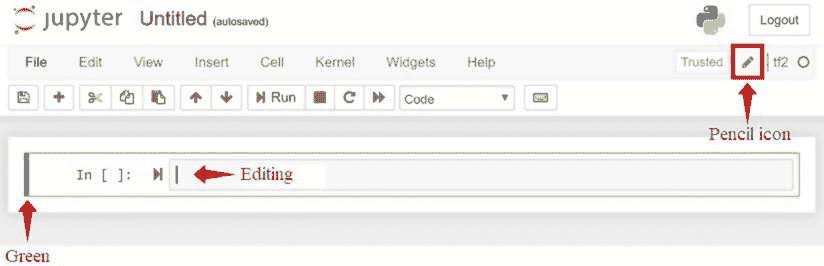 jupyter Untitled (autosaved) Logout
File Edit View Insert Cell Kernel Widgets Help Trusted tf2
Run Code
Pencil icon
In [ ]: Editing
Green